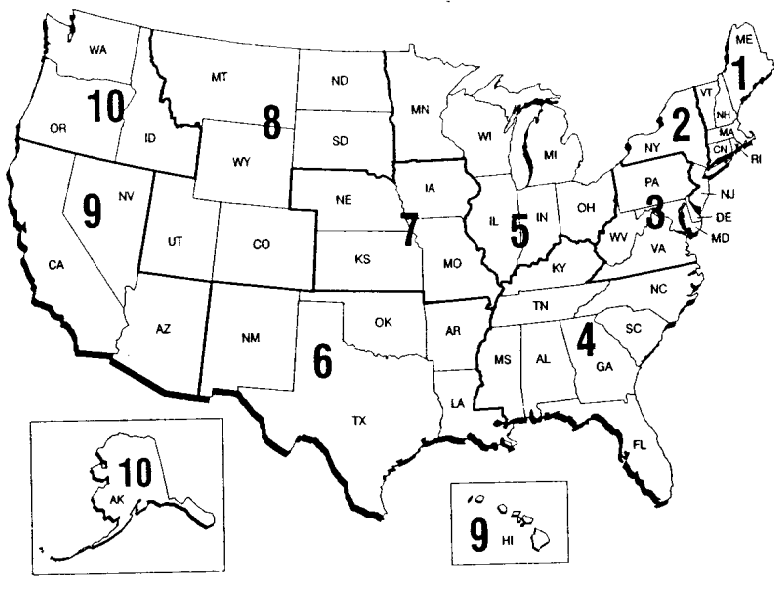 ME
WA
1
MT
ND
VT
MN
10
8
NH
OR
2
MA
WI
ID
SD
NY
CN
MI
RI
WY
PA
IA
NV
NE
NJ
9
3
OH
DE
7
5
IL
IN
MD
UT
CO
WV
VA
KS
CA
MO
KY
NC
TN
OK
AZ
AR
SC
NM
4
6
MS
AL
GA
LA
TX
FL
10
AK
9
HI